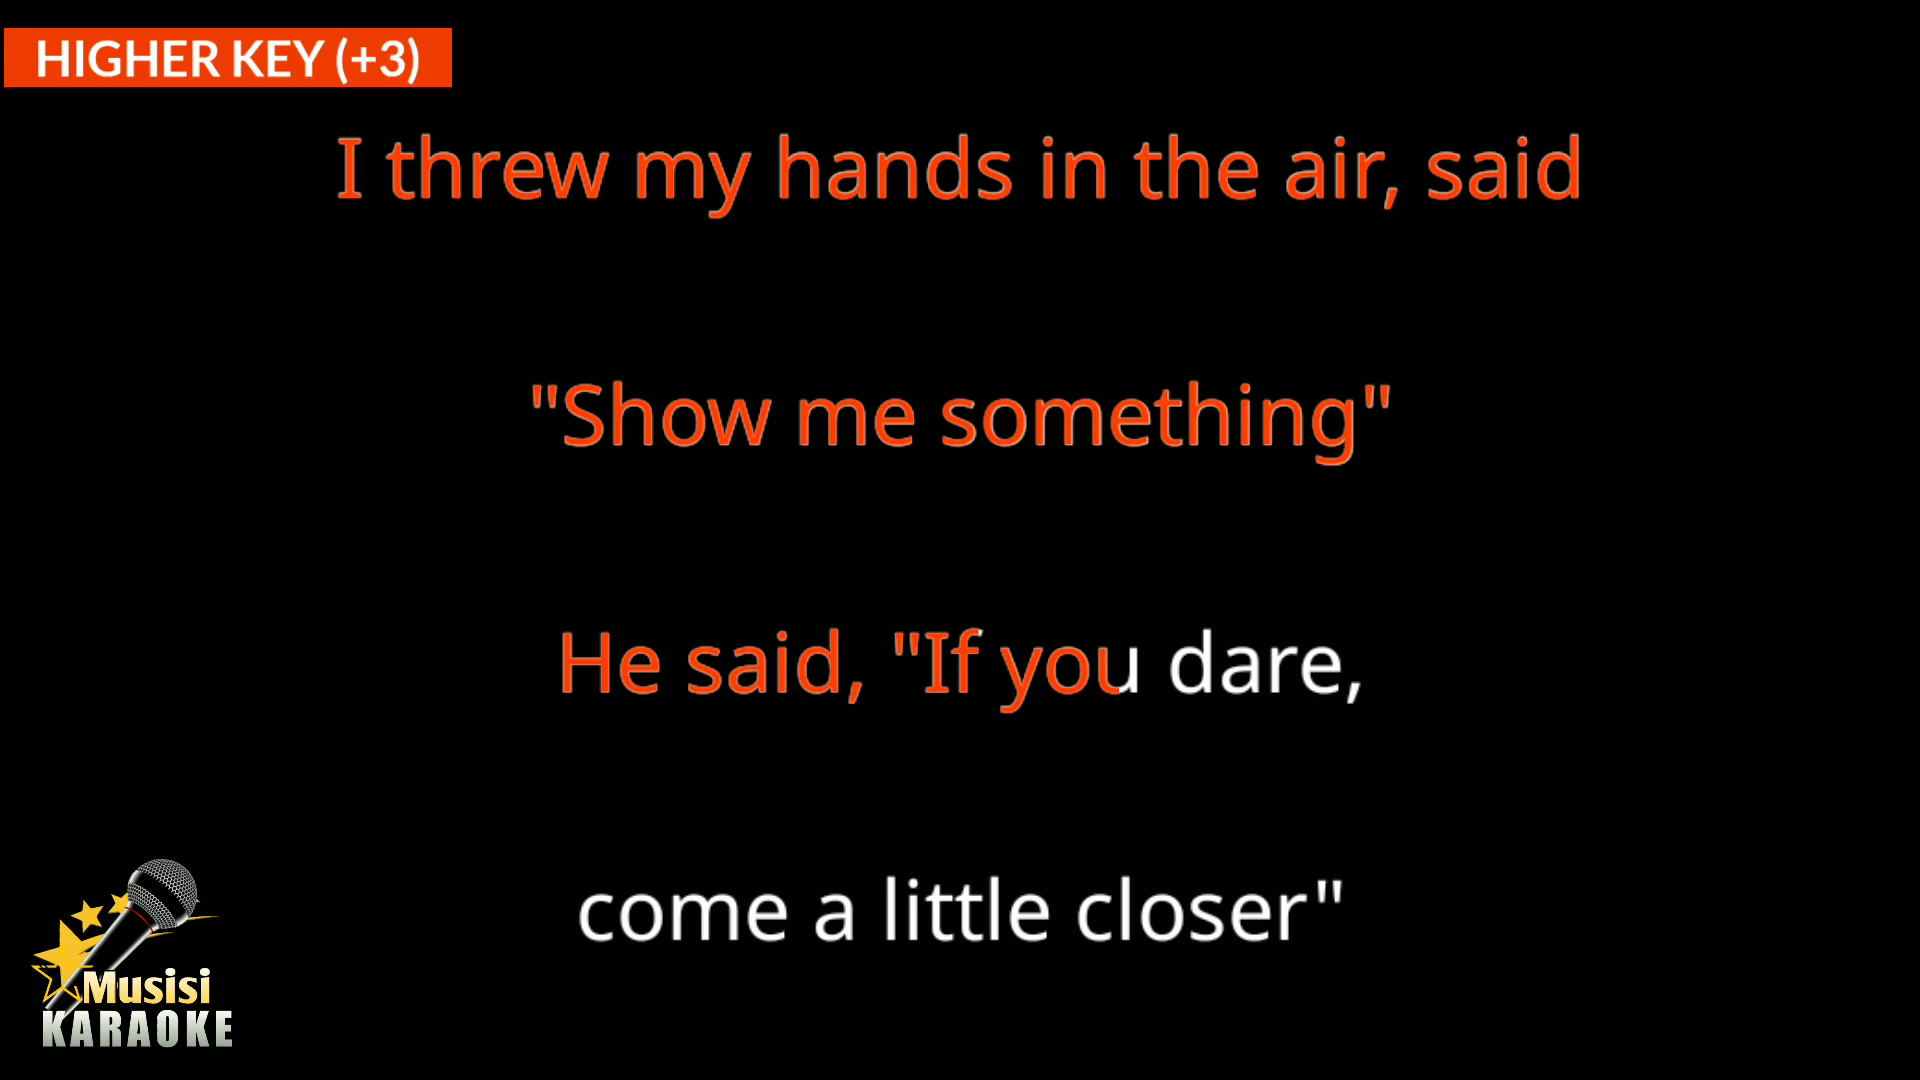 HIGHER KEY (+3)
I threw my hands in the air, said
"Show me something"
He said, "If you dare,
come a little closer"
Musisi
KARAOKE